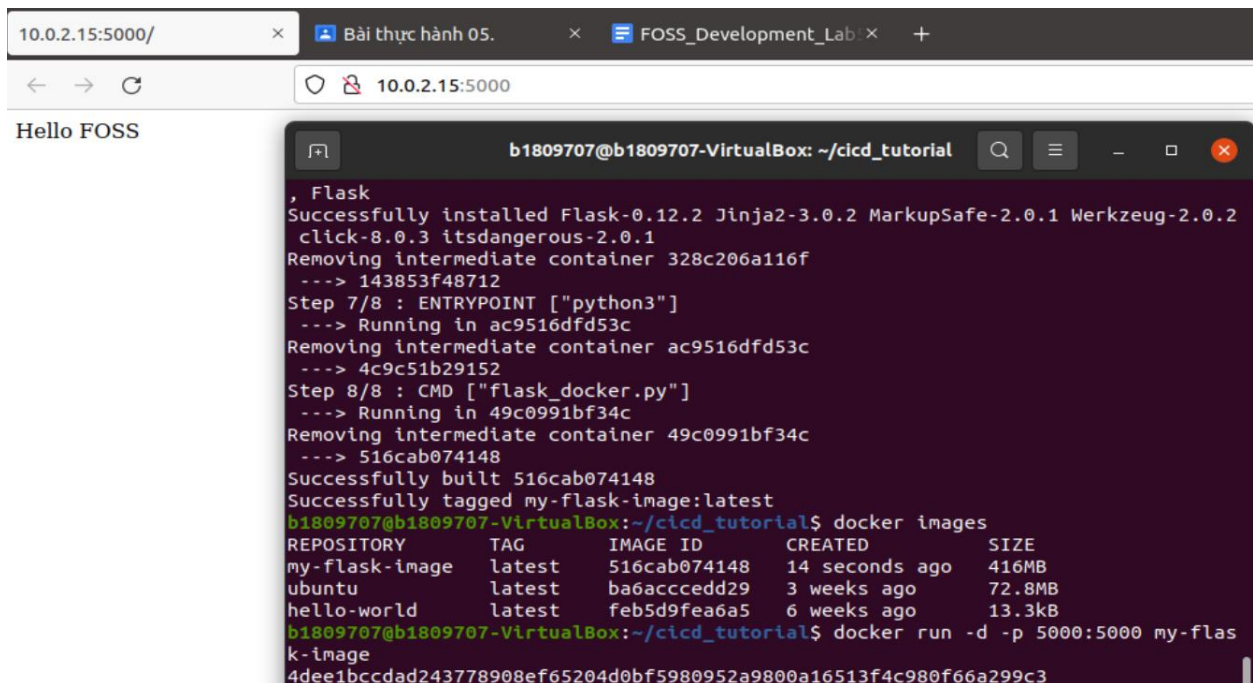 10.0.2.15:5000/ × Bài thực hành 05. × FOSS_Development_Lab × +
10.0.2.15:5000
Hello FOSS
b1809707@b1809707-VirtualBox: ~/cicd_tutorial
, Flask
Successfully installed Flask-0.12.2 Jinja2-3.0.2 MarkupSafe-2.0.1 Werkzeug-2.0.2
click-8.0.3 itsdangerous-2.0.1
Removing intermediate container 328c206a116f
---> 143853f48712
Step 7/8 : ENTRYPOINT ["python3"]
---> Running in ac9516dfd53c
Removing intermediate container ac9516dfd53c
---> 4c9c51b29152
Step 8/8 : CMD ["flask_docker.py"]
---> Running in 49c0991bf34c
Removing intermediate container 49c0991bf34c
---> 516cab074148
Successfully built 516cab074148
Successfully tagged my-flask-image:latest
b1809707@b1809707-VirtualBox:~/cicd_tutorial$ docker images
REPOSITORY TAG IMAGE ID CREATED SIZE
my-flask-image latest 516cab074148 14 seconds ago 416MB
ubuntu latest ba6acccedd29 3 weeks ago 72.8MB
hello-world latest feb5d9fea6a5 6 weeks ago 13.3kB
b1809707@b1809707-VirtualBox:~/cicd_tutorial$ docker run -d -p 5000:5000 my-flas
k-image
4dee1bccdad243778908ef65204d0bf5980952a9800a16513f4c980f66a299c3